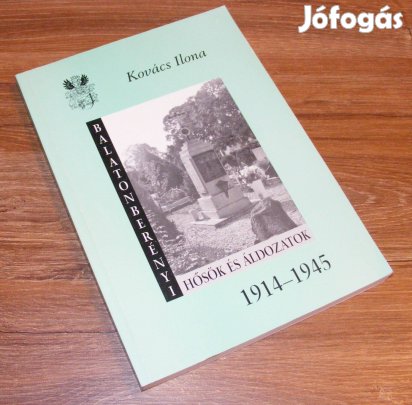 Jófogás
Kovács Ilona
BALATONBERÉNYI
HŐSÖK ÉS ÁLDOZATOK
1914–1945